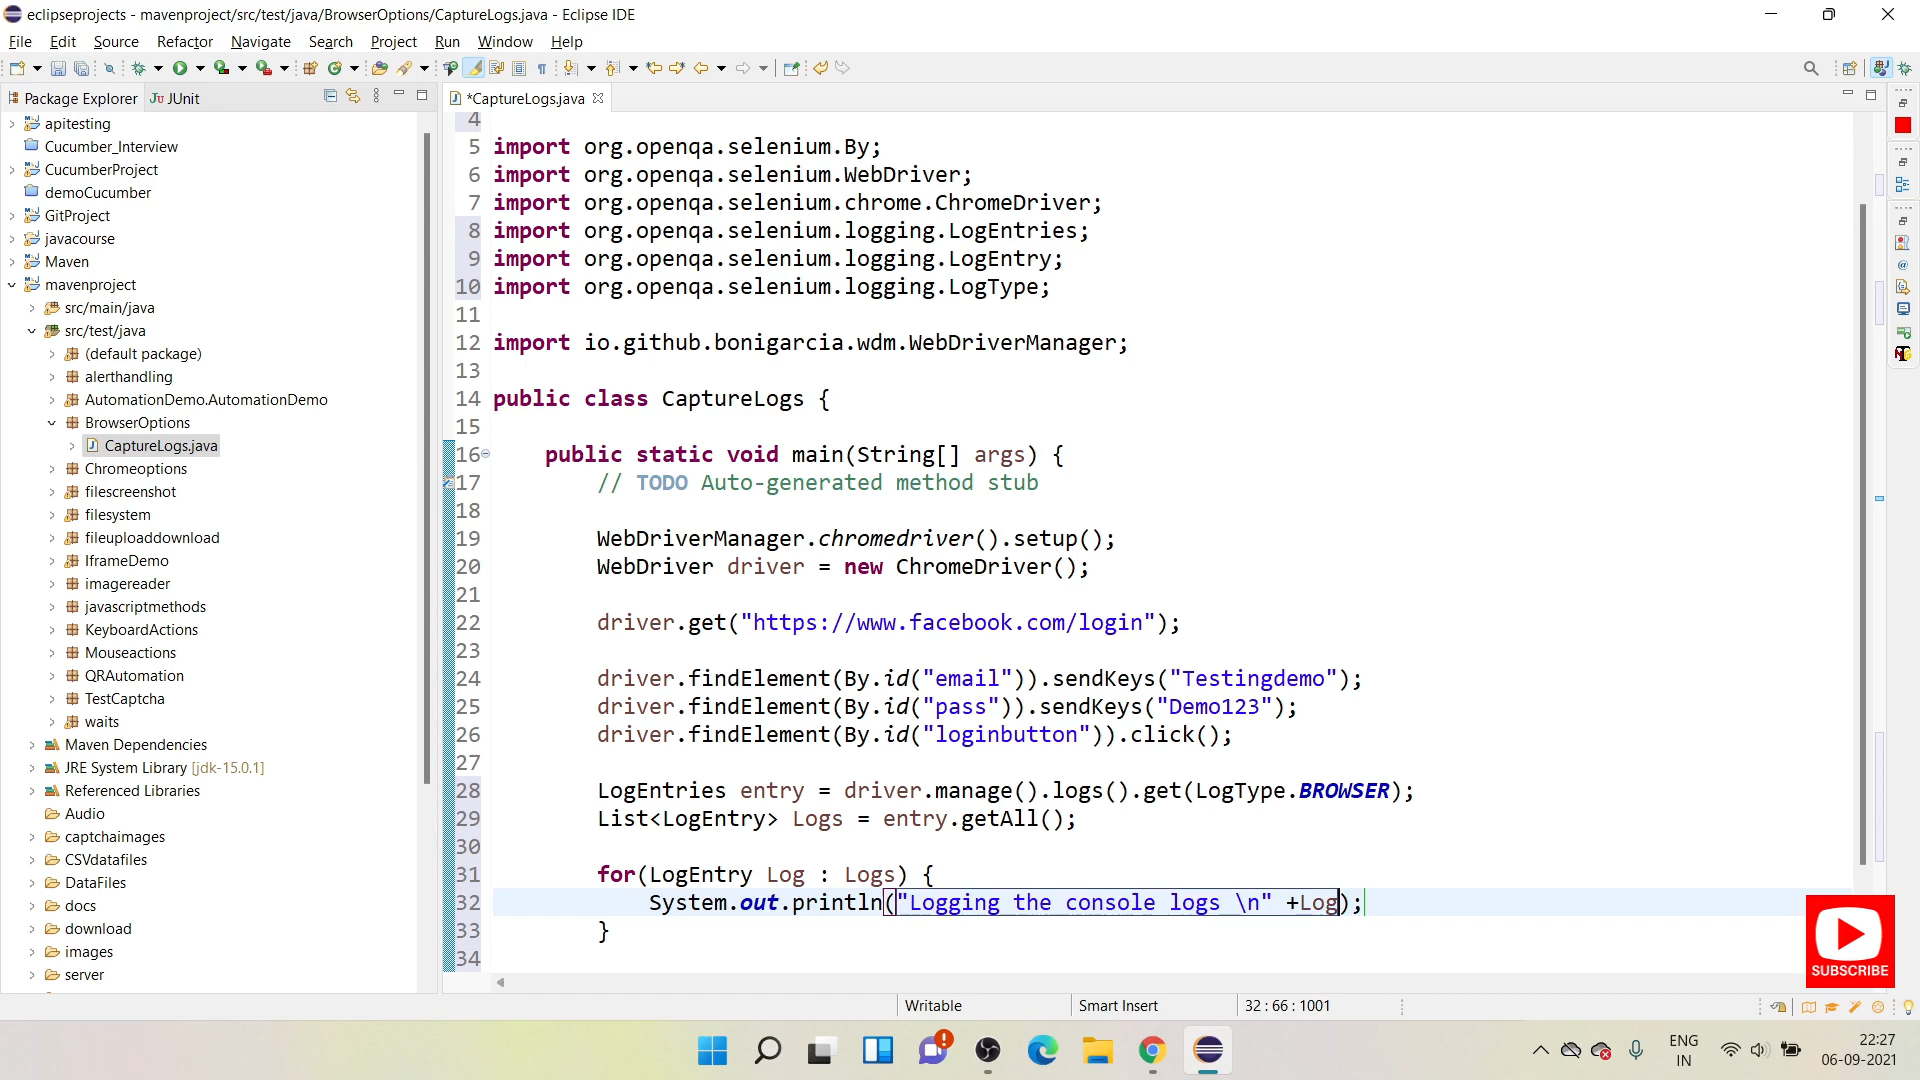 eclipseprojects - mavenproject/src/test/java/BrowserOptions/CaptureLogs.java - Eclipse IDE
File Edit Source Refactor Navigate Search Project Run Window Help
Package Explorer JUnit
*CaptureLogs.java
apitesting
Cucumber_Interview
CucumberProject
demoCucumber
GitProject
javacourse
Maven
mavenproject
src/main/java
src/test/java
(default package)
alerthandling
AutomationDemo.AutomationDemo
BrowserOptions
CaptureLogs.java
Chromeoptions
filescreenshot
filesystem
fileuploaddownload
IframeDemo
imagereader
javascriptmethods
KeyboardActions
Mouseactions
QRAutomation
TestCaptcha
waits
Maven Dependencies
JRE System Library [jdk-15.0.1]
Referenced Libraries
Audio
captchaimages
CSVdatafiles
DataFiles
docs
download
images
server
4
5 import org.openqa.selenium.By;
6 import org.openqa.selenium.WebDriver;
7 import org.openqa.selenium.chrome.ChromeDriver;
8 import org.openqa.selenium.logging.LogEntries;
9 import org.openqa.selenium.logging.LogEntry;
10 import org.openqa.selenium.logging.LogType;
11
12 import io.github.bonigarcia.wdm.WebDriverManager;
13
14 public class CaptureLogs {
15
16 public static void main(String[] args) {
17 // TODO Auto-generated method stub
18
19 WebDriverManager.chromedriver().setup();
20 WebDriver driver = new ChromeDriver();
21
22 driver.get("https://www.facebook.com/login");
23
24 driver.findElement(By.id("email")).sendKeys("Testingdemo");
25 driver.findElement(By.id("pass")).sendKeys("Demo123");
26 driver.findElement(By.id("loginbutton")).click();
27
28 LogEntries entry = driver.manage().logs().get(LogType.BROWSER);
29 List<LogEntry> Logs = entry.getAll();
30
31 for(LogEntry Log : Logs) {
32 System.out.println("Logging the console logs \n" +Log);
33 }
34
SUBSCRIBE
Writable Smart Insert 32 : 66 : 1001
ENG
IN
22:27
06-09-2021